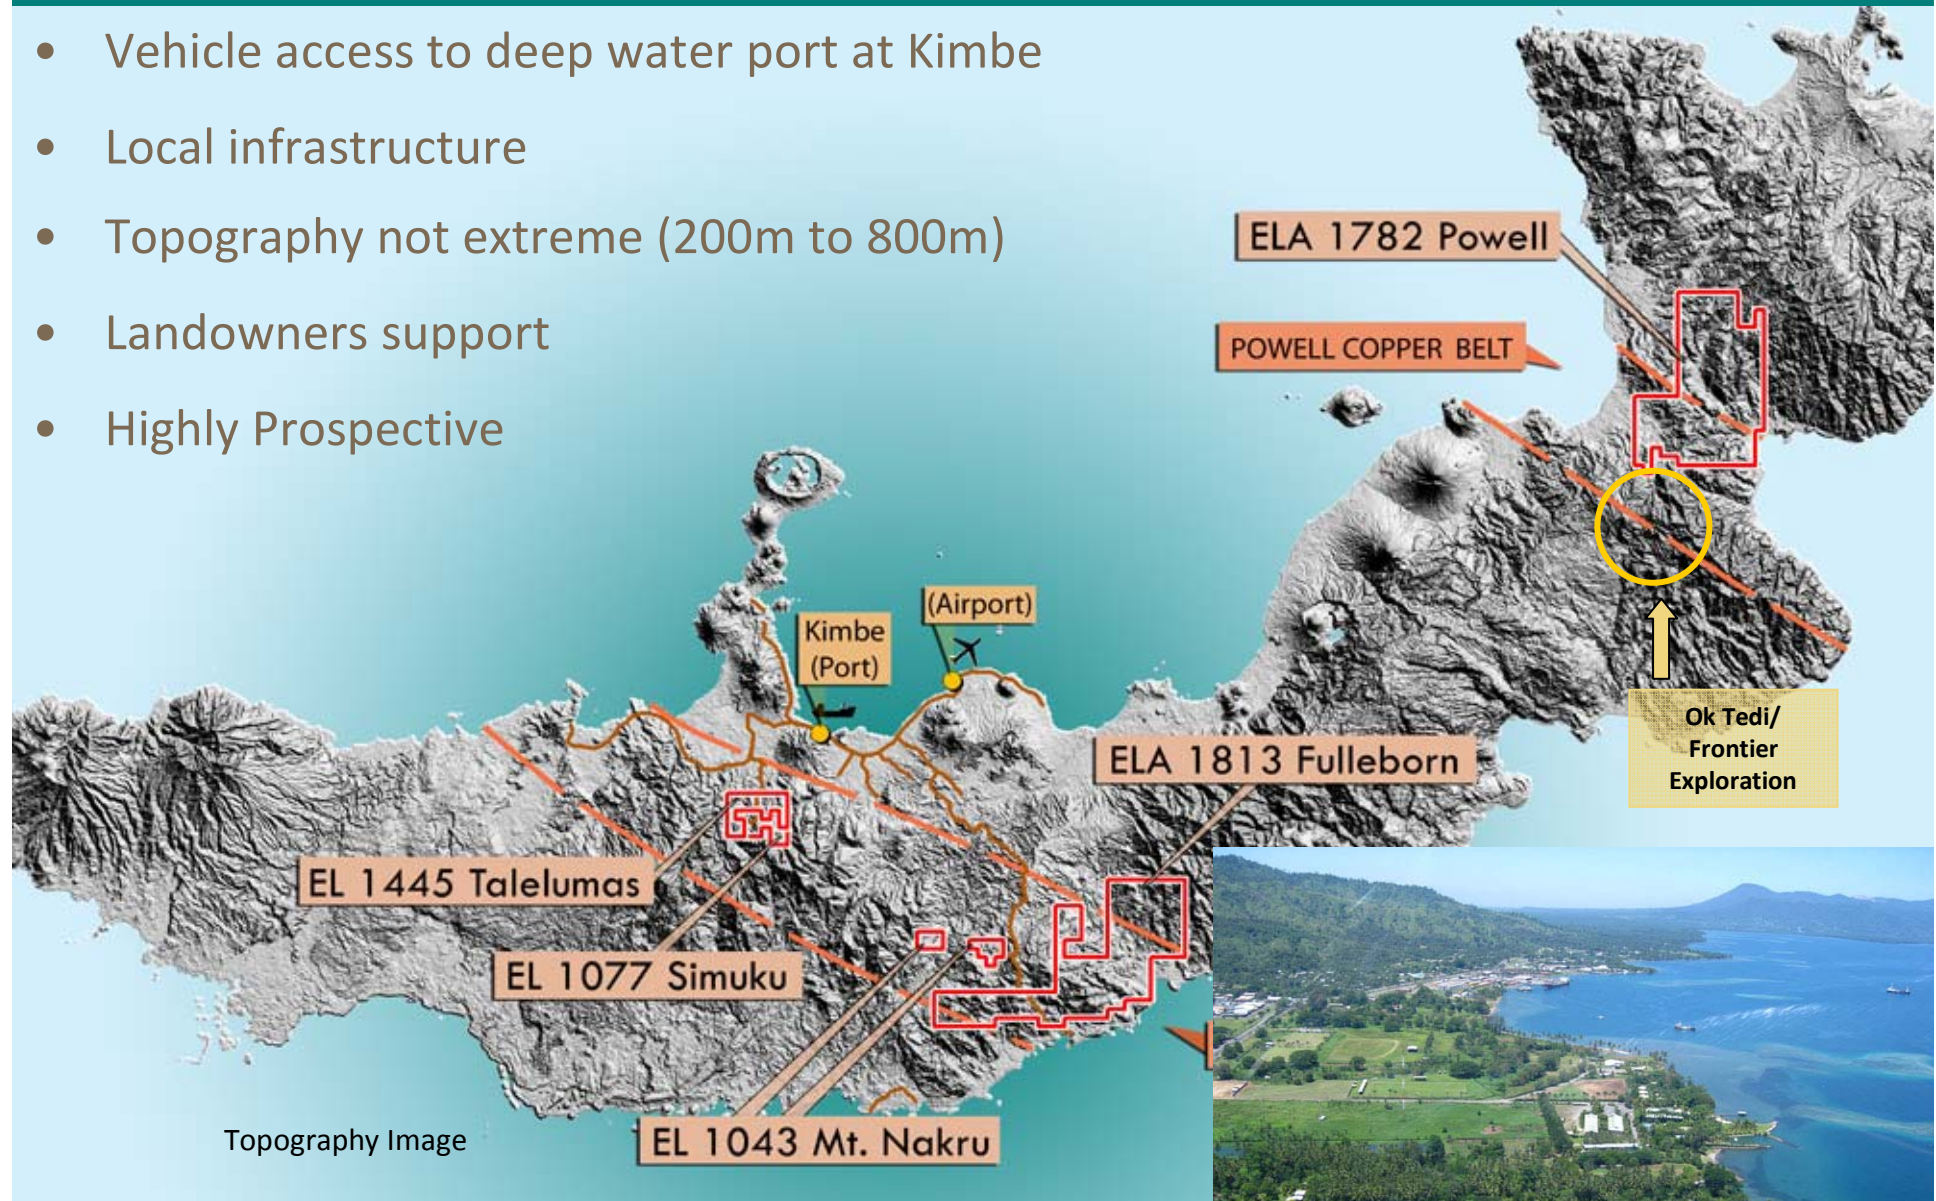 • Vehicle access to deep water port at Kimbe
• Local infrastructure
• Topography not extreme (200m to 800m)
• Landowners support
• Highly Prospective
ELA 1782 Powell
POWELL COPPER BELT
(Airport)
Kimbe
(Port)
Ok Tedi/
Frontier
Exploration
ELA 1813 Fulleborn
EL 1445 Talelumas
EL 1077 Simuku
EL 1043 Mt. Nakru
Topography Image